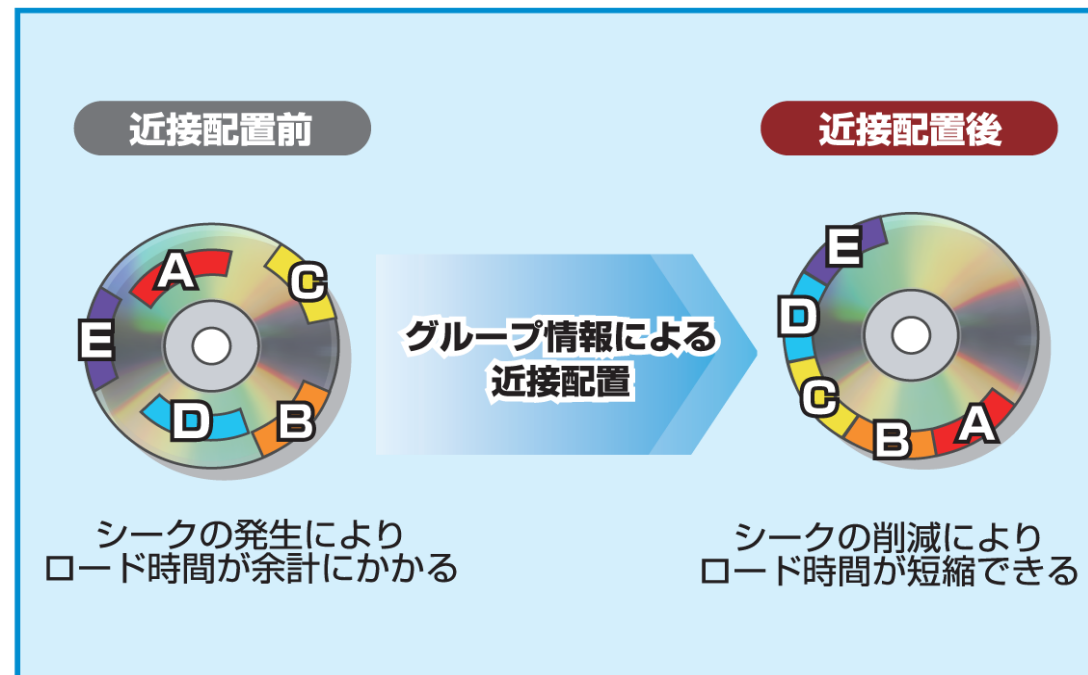 近接配置前
近接配置後
A
C
E
D
B
グループ情報による
近接配置
E
D
C
B
A
シークの発生により
ロード時間が余計にかかる
シークの削減により
ロード時間が短縮できる